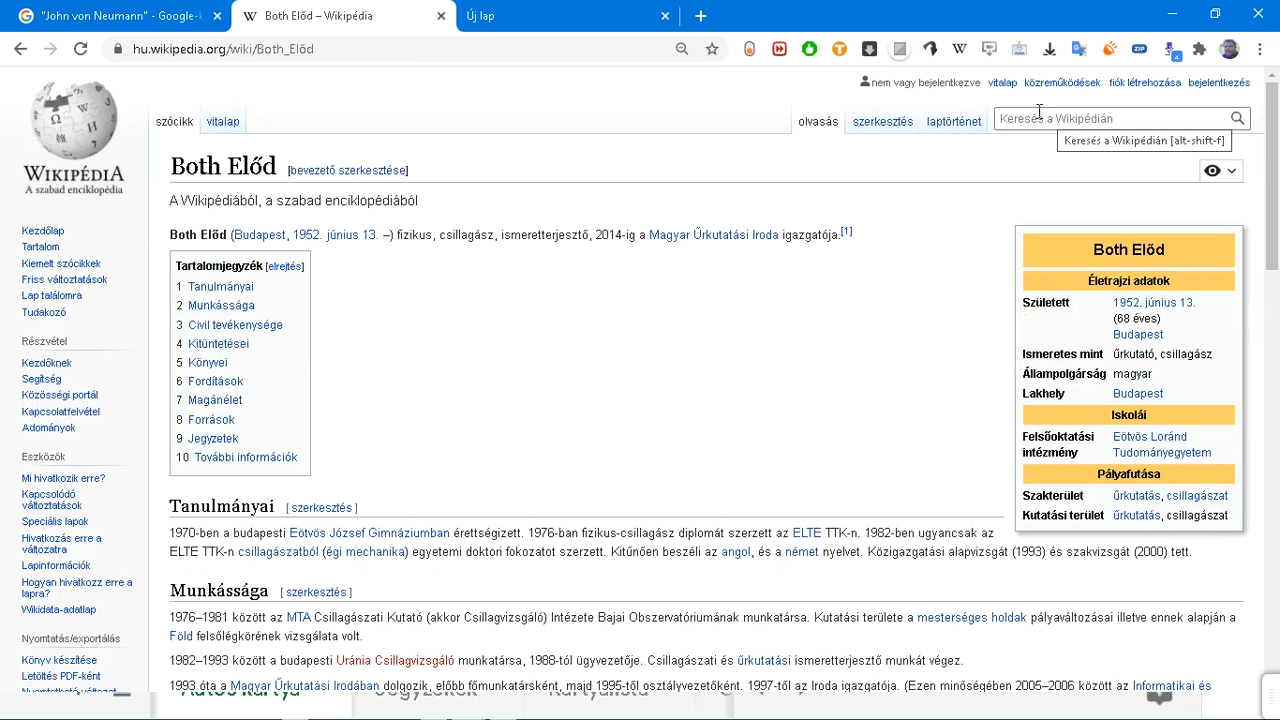 "John von Neumann" - Google-k
Both Előd – Wikipédia
Új lap
hu.wikipedia.org/wiki/Both_Előd
ZIP
4
nem vagy bejelentkezve vitalap közreműködések fiók létrehozása bejelentkezés
szócikk vitalap
olvasás szerkesztés laptörténet
Keresés a Wikipédián
Keresés a Wikipédián [alt-shift-f]
WIKIPÉDIA
A szabad enciklopédia
Kezdőlap
Tartalom
Kiemelt szócikkek
Friss változtatások
Lap találomra
Tudakozó
Részvétel
Kezdőknek
Segítség
Közösségi portál
Kapcsolatfelvétel
Adományok
Eszközök
Mi hivatkozik erre?
Kapcsolódó
változtatások
Speciális lapok
Hivatkozás erre a
változatra
Lapinformációk
Hogyan hivatkozz erre a
lapra?
Wikidata-adatlap
Nyomtatás/exportálás
Könyv készítése
Letöltés PDF-ként
Nyomtatható változat
Both Előd [bevezető szerkesztése]
A Wikipédiából, a szabad enciklopédiából
Both Előd (Budapest, 1952. június 13. –) fizikus, csillagász, ismeretterjesztő, 2014-ig a Magyar Űrkutatási Iroda igazgatója.[1]
Tartalomjegyzék [elrejtés]
1 Tanulmányai
2 Munkássága
3 Civil tevékenysége
4 Kitüntetései
5 Könyvei
6 Fordítások
7 Magánélet
8 Források
9 Jegyzetek
10 További információk
Both Előd
Életrajzi adatok
Született 1952. június 13.
(68 éves)
Budapest
Ismeretes mint űrkutató, csillagász
Állampolgárság magyar
Lakhely Budapest
Iskolái
Felsőoktatási Eötvös Loránd
intézmény Tudományegyetem
Pályafutása
Szakterület űrkutatás, csillagászat
Kutatási terület űrkutatás, csillagászat
Tanulmányai [ szerkesztés ]
1970-ben a budapesti Eötvös József Gimnáziumban érettségizett. 1976-ban fizikus-csillagász diplomát szerzett az ELTE TTK-n. 1982-ben ugyancsak az
ELTE TTK-n csillagászatból (égi mechanika) egyetemi doktori fokozatot szerzett. Kitűnően beszéli az angol, és a német nyelvet. Közigazgatási alapvizsgát (1993) és szakvizsgát (2000) tett.
Munkássága [ szerkesztés ]
1976–1981 között az MTA Csillagászati Kutató (akkor Csillagvizsgáló) Intézete Bajai Obszervatóriumának munkatársa. Kutatási területe a mesterséges holdak pályaváltozásai illetve ennek alapján a
Föld felsőlégkörének vizsgálata volt.
1982–1993 között a budapesti Uránia Csillagvizsgáló munkatársa, 1988-tól ügyvezetője. Csillagászati és űrkutatási ismeretterjesztő munkát végez.
1993 óta a Magyar Űrkutatási Irodában dolgozik, előbb főmunkatársként, majd 1995-től osztályvezetőként. 1997-től az Iroda igazgatója. (Ezen minőségében 2005–2006 között az Informatikai és